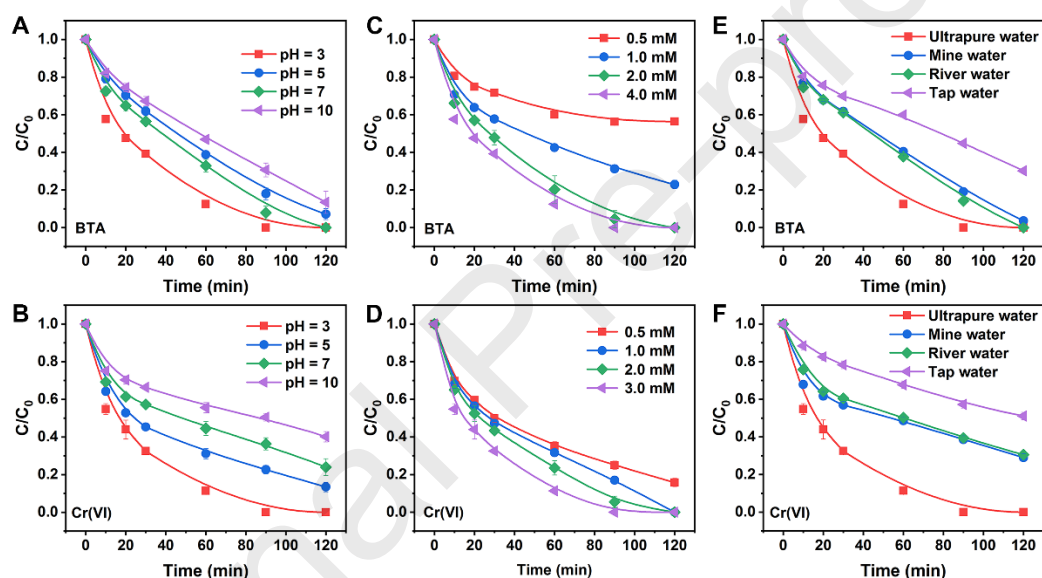 A
1.0
0.8
0.6
0.4
0.2
0.0
C/C0
pH = 3
pH = 5
pH = 7
pH = 10
BTA
0 20 40 60 80 100 120
Time (min)
C
1.0
0.8
0.6
0.4
0.2
0.0
C/C0
0.5 mM
1.0 mM
2.0 mM
4.0 mM
BTA
0 20 40 60 80 100 120
Time (min)
E
1.0
0.8
0.6
0.4
0.2
0.0
C/C0
Ultrapure water
Mine water
River water
Tap water
BTA
0 20 40 60 80 100 120
Time (min)
B
1.0
0.8
0.6
0.4
0.2
0.0
C/C0
pH = 3
pH = 5
pH = 7
pH = 10
Cr(VI)
0 20 40 60 80 100 120
Time (min)
D
1.0
0.8
0.6
0.4
0.2
0.0
C/C0
0.5 mM
1.0 mM
2.0 mM
3.0 mM
Cr(VI)
0 20 40 60 80 100 120
Time (min)
F
1.0
0.8
0.6
0.4
0.2
0.0
C/C0
Ultrapure water
Mine water
River water
Tap water
Cr(VI)
0 20 40 60 80 100 120
Time (min)
nal Pre-pro